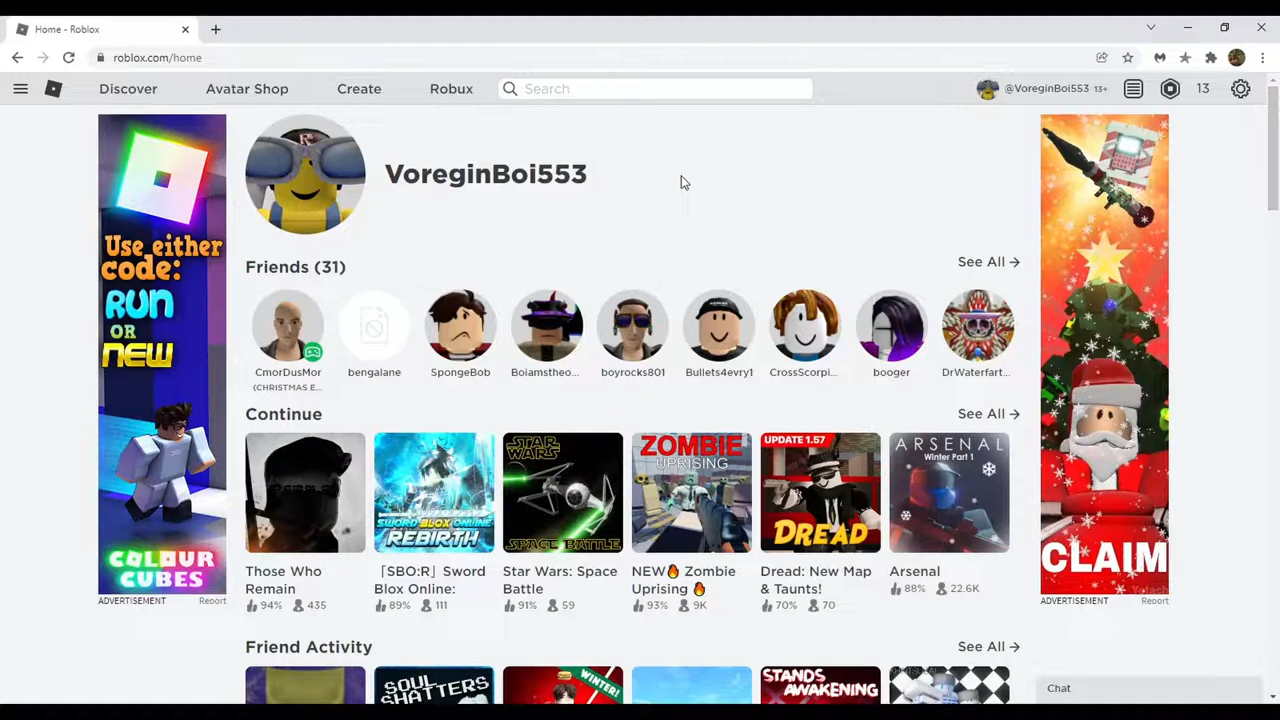 Home - Roblox
roblox.com/home
Discover
Avatar Shop
Create
Robux
Search
@VoreginBoi553 13+
13
Use either
code:
RUN
OR
NEW
COLOUR
CUBES
ADVERTISEMENT
Report
VoreginBoi553
Friends (31)
See All →
CmorDusMor
bengalane
SpongeBob
Boiamstheo...
boyrocks801
Bullets4evry1
CrossScorpi...
booger
DrWaterfart...
(CHRISTMAS E...
Continue
See All →
STAR WARS
SPACE BATTLE
SWORD BLOX ONLINE
REBIRTH
ZOMBIE
UPRISING
UPDATE 1.57
DREAD
ARSENAL
Winter Part 1
Those Who
Remain
94% 435
「SBO:R」 Sword
Blox Online:
89% 111
Star Wars: Space
Battle
91% 59
NEW🔥 Zombie
Uprising 🔥
93% 9K
Dread: New Map
& Taunts!
70% 70
Arsenal
88% 22.6K
Friend Activity
See All →
SOUL
SHATTERS
WINTER!
STANDS
AWAKENING
CLAIM
ADVERTISEMENT
Report
Chat